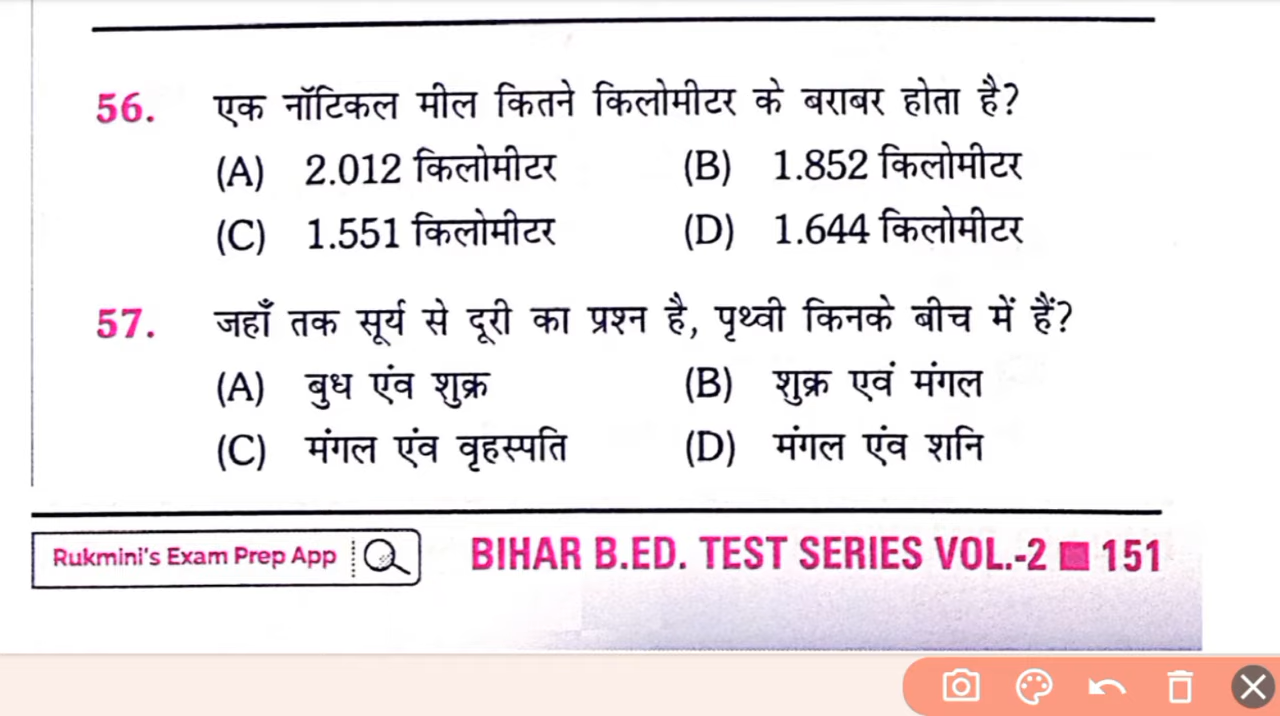 56. एक नॉटिकल मील कितने किलोमीटर के बराबर होता है?
(A) 2.012 किलोमीटर (B) 1.852 किलोमीटर
(C) 1.551 किलोमीटर (D) 1.644 किलोमीटर
57. जहाँ तक सूर्य से दूरी का प्रश्न है, पृथ्वी किनके बीच में हैं?
(A) बुध एंव शुक्र (B) शुक्र एवं मंगल
(C) मंगल एंव वृहस्पति (D) मंगल एंव शनि
Rukmini's Exam Prep App BIHAR B.ED. TEST SERIES VOL.-2 ■ 151